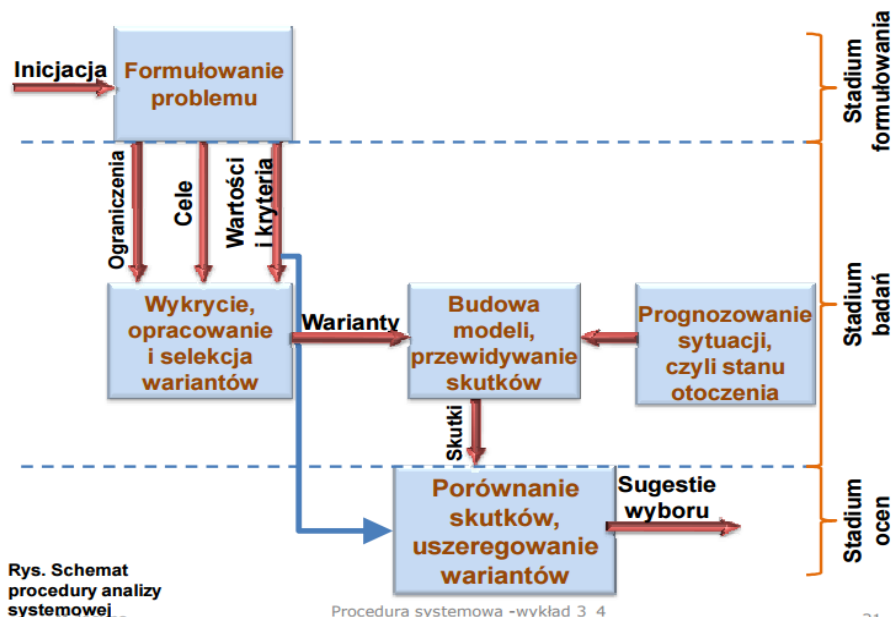 Inicjacja
Formułowanie
problemu
Stadium
formułowania
Ograniczenia
Cele
Wartości
i kryteria
Wykrycie,
opracowanie
i selekcja
wariantów
Warianty
Budowa
modeli,
przewidywanie
skutków
Prognozowanie
sytuacji,
czyli stanu
otoczenia
Stadium
badań
Skutki
Porównanie
skutków,
uszeregowanie
wariantów
Sugestie
wyboru
Stadium
ocen
Rys. Schemat
procedury analizy
systemowej
Procedura systemowa -wykład 3_4